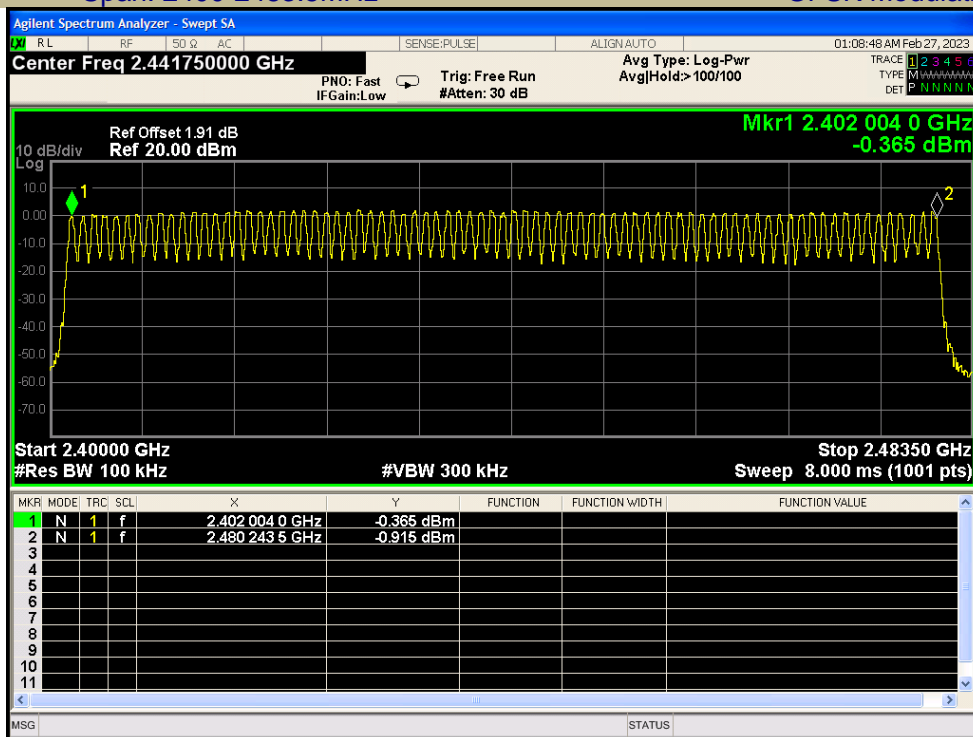 Span: 2400-2483.5MHz
Agilent Spectrum Analyzer - Swept SA
LXI RL RF 50 Ω AC SENSE:PULSE ALIGN AUTO 01:08:48 AM Feb 27, 2023
Center Freq 2.441750000 GHz Avg Type: Log-Pwr TRACE 1 2 3 4 5 6
PNO: Fast Trig: Free Run Avg|Hold:>100/100 TYPE M
IFGain:Low #Atten: 30 dB DET P N N N N N
Mkr1 2.402 004 0 GHz
Ref Offset 1.91 dB
10 dB/div Ref 20.00 dBm -0.365 dBm
Log
10.0
1
2
0.00
-10.0
-20.0
-30.0
-40.0
-50.0
-60.0
-70.0
Start 2.40000 GHz Stop 2.48350 GHz
#Res BW 100 kHz #VBW 300 kHz Sweep 8.000 ms (1001 pts)
MKR MODE TRC SCL X Y FUNCTION FUNCTION WIDTH FUNCTION VALUE
1 N 1 f 2.402 004 0 GHz -0.365 dBm
2 N 1 f 2.480 243 5 GHz -0.915 dBm
3
4
5
6
7
8
9
10
11
MSG STATUS